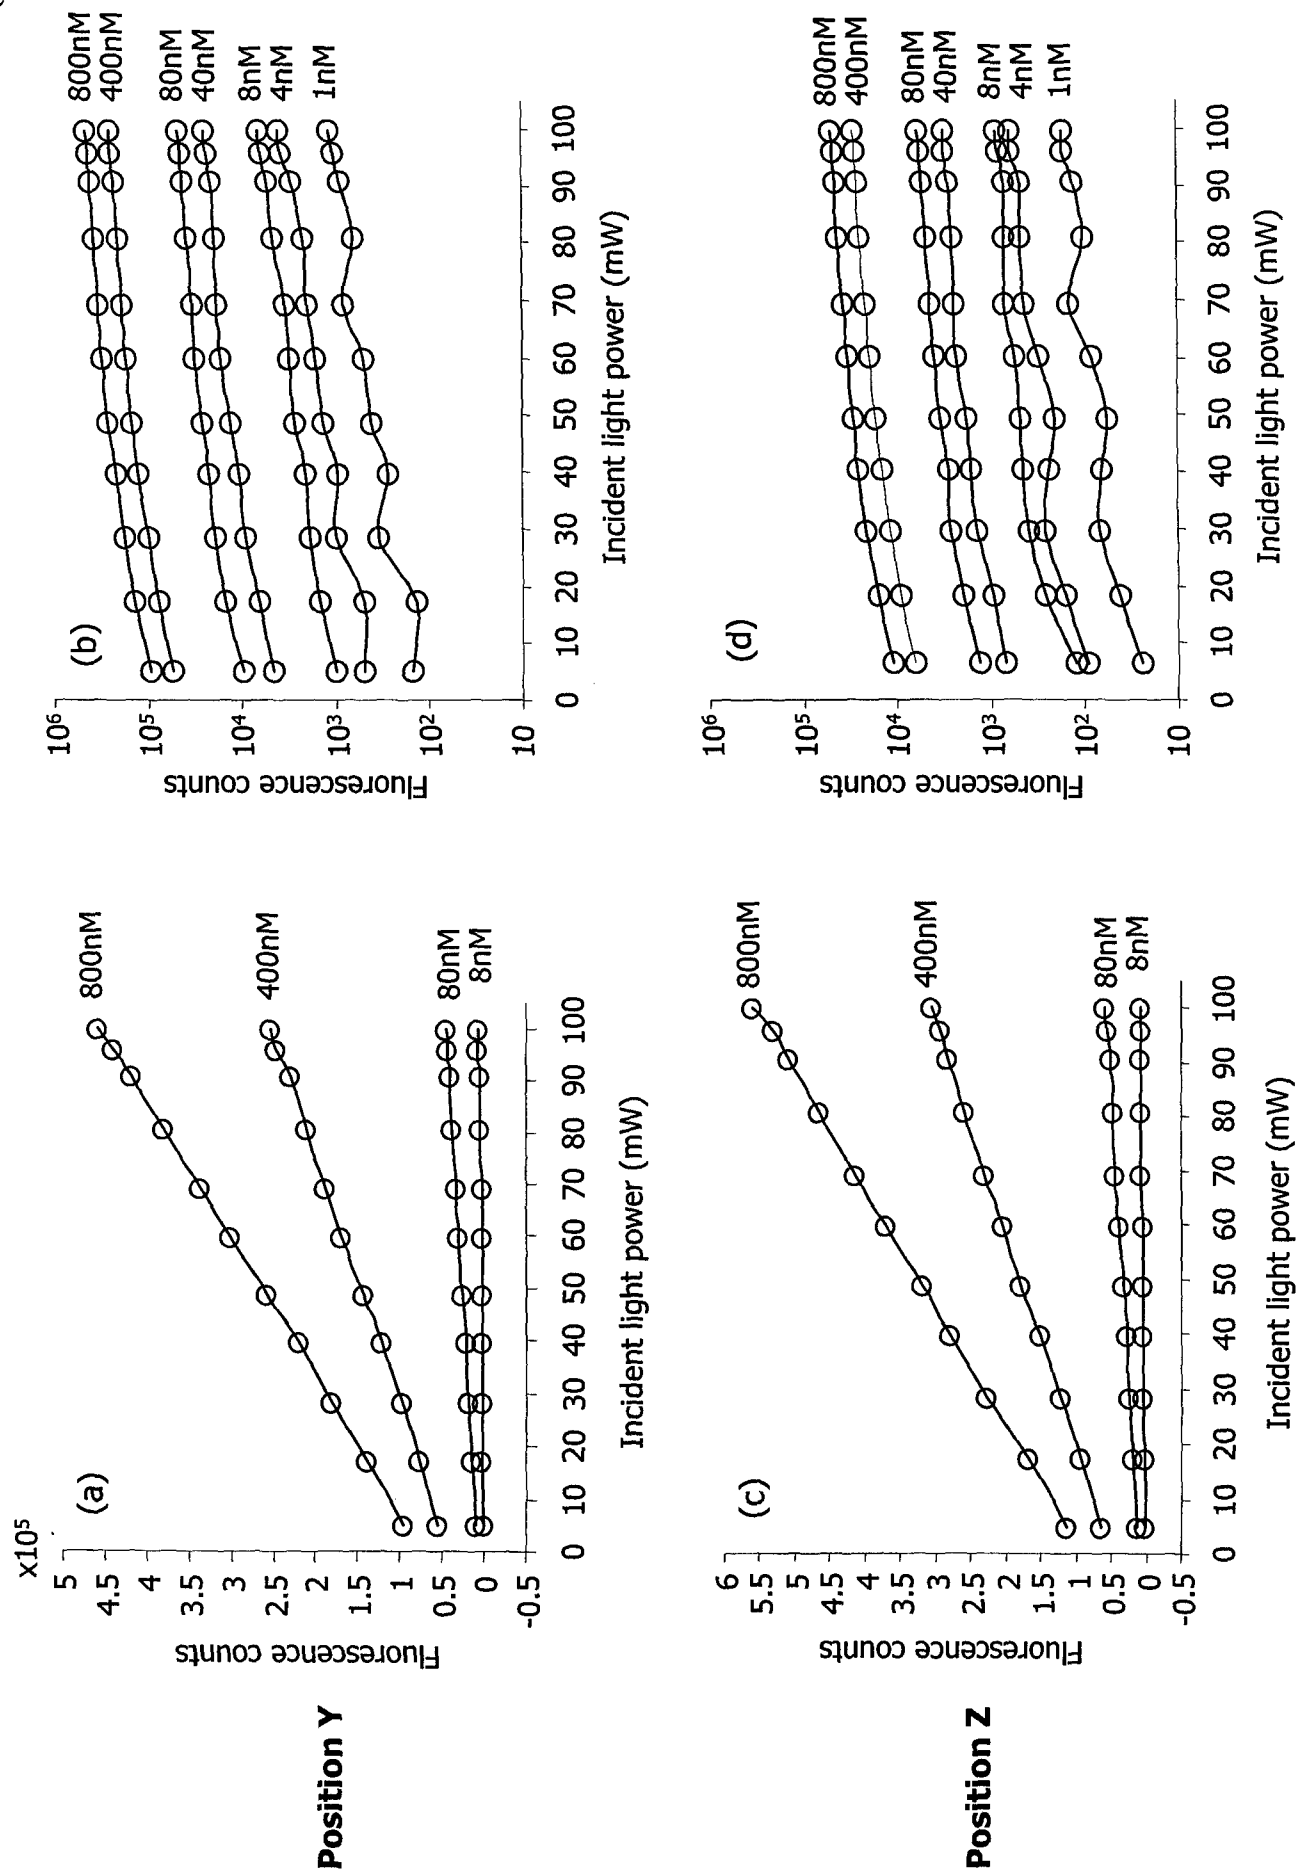 Position Y
x10⁵
(a)
Fluorescence counts
5
4.5
4
3.5
3
2.5
2
1.5
1
0.5
0
-0.5
0 10 20 30 40 50 60 70 80 90 100
Incident light power (mW)
800nM
400nM
80nM
8nM
(b)
Fluorescence counts
10⁶
10⁵
10⁴
10³
10²
10
0 10 20 30 40 50 60 70 80 90 100
Incident light power (mW)
800nM
400nM
80nM
40nM
8nM
4nM
1nM
Position Z
(c)
Fluorescence counts
6
5.5
5
4.5
4
3.5
3
2.5
2
1.5
1
0.5
0
-0.5
0 10 20 30 40 50 60 70 80 90 100
Incident light power (mW)
800nM
400nM
80nM
8nM
(d)
Fluorescence counts
10⁶
10⁵
10⁴
10³
10²
10
0 10 20 30 40 50 60 70 80 90 100
Incident light power (mW)
800nM
400nM
80nM
40nM
8nM
4nM
1nM